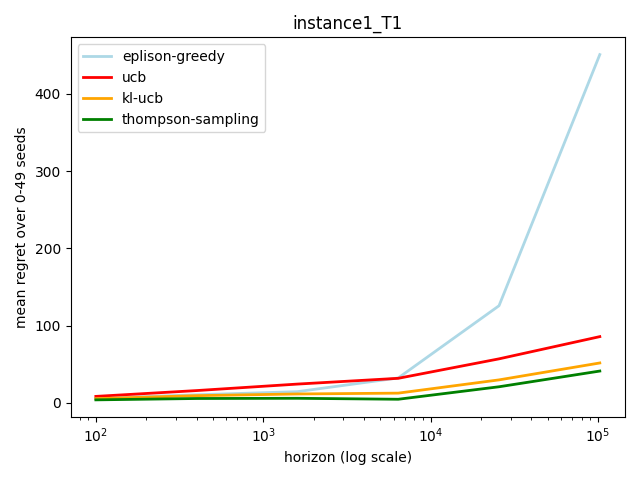 instance1_T1
eplison-greedy
ucb
kl-ucb
thompson-sampling
mean regret over 0-49 seeds
400
300
200
100
0
10²
10³
10⁴
10⁵
horizon (log scale)